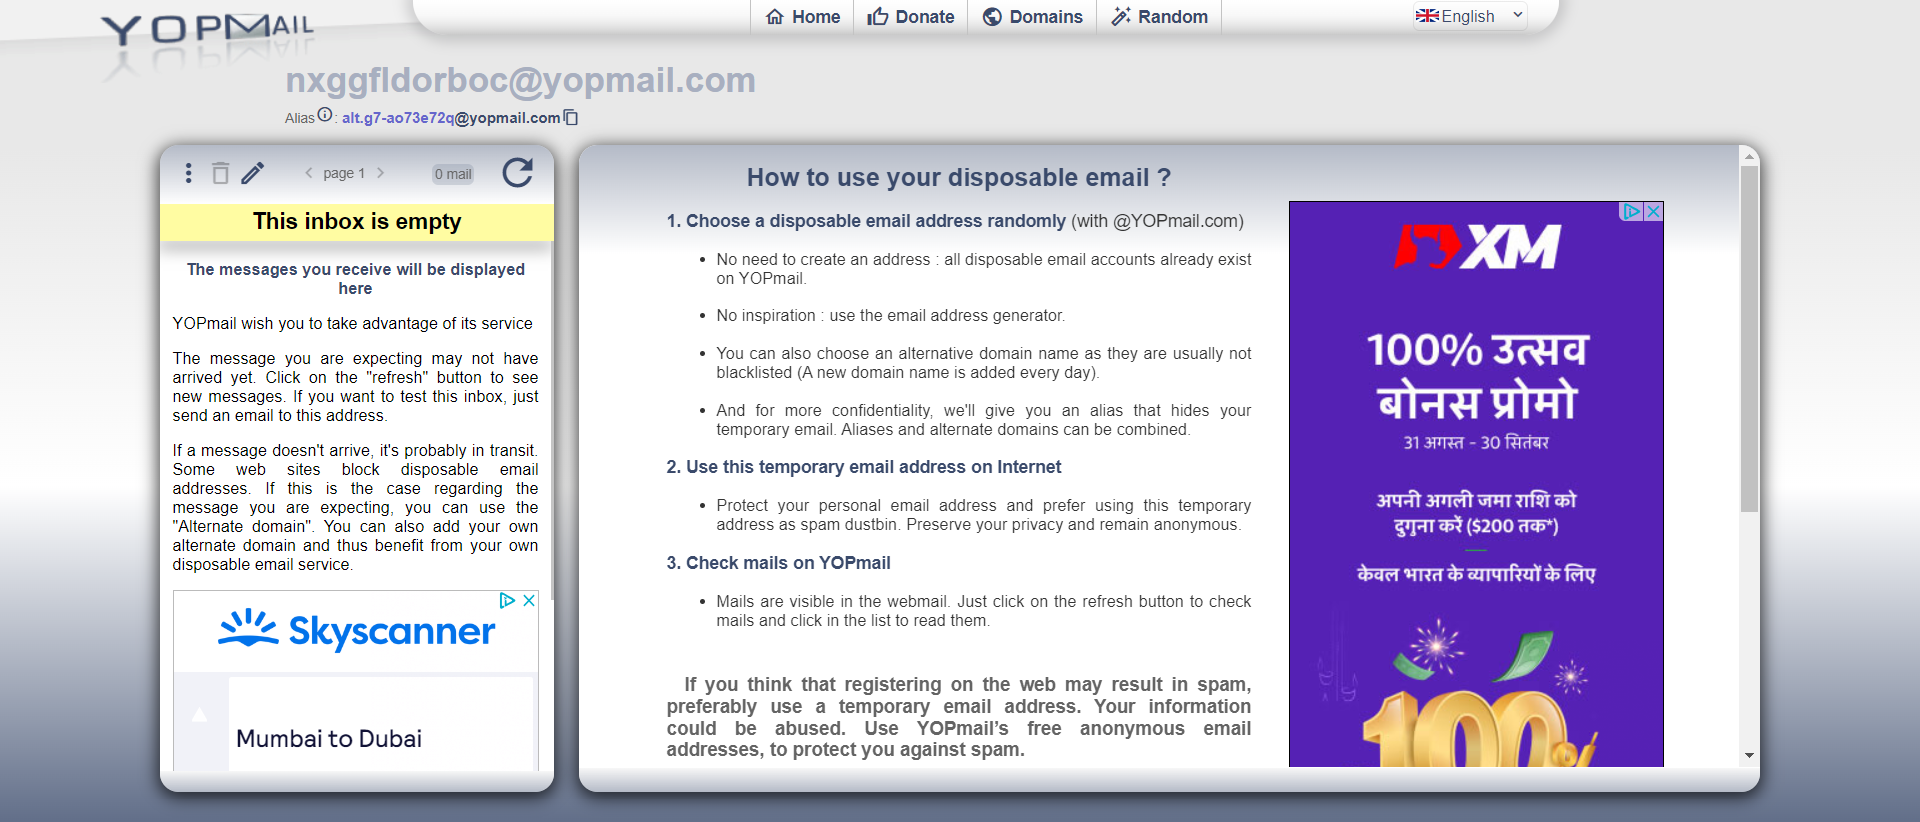 YOPMAIL
Home
Donate
Domains
Random
English
nxggfldorboc@yopmail.com
Alias : alt.g7-ao73e72q@yopmail.com
page 1
0 mail
This inbox is empty
The messages you receive will be displayed
here
YOPmail wish you to take advantage of its service
The message you are expecting may not have
arrived yet. Click on the "refresh" button to see
new messages. If you want to test this inbox, just
send an email to this address.
If a message doesn't arrive, it's probably in transit.
Some web sites block disposable email
addresses. If this is the case regarding the
message you are expecting, you can use the
"Alternate domain". You can also add your own
alternate domain and thus benefit from your own
disposable email service.
Skyscanner
Mumbai to Dubai
How to use your disposable email ?
1. Choose a disposable email address randomly (with @YOPmail.com)
• No need to create an address : all disposable email accounts already exist
on YOPmail.
• No inspiration : use the email address generator.
• You can also choose an alternative domain name as they are usually not
blacklisted (A new domain name is added every day).
• And for more confidentiality, we'll give you an alias that hides your
temporary email. Aliases and alternate domains can be combined.
2. Use this temporary email address on Internet
• Protect your personal email address and prefer using this temporary
address as spam dustbin. Preserve your privacy and remain anonymous.
3. Check mails on YOPmail
• Mails are visible in the webmail. Just click on the refresh button to check
mails and click in the list to read them.
If you think that registering on the web may result in spam,
preferably use a temporary email address. Your information
could be abused. Use YOPmail’s free anonymous email
addresses, to protect you against spam.
XM
100% उत्सव
बोनस प्रोमो
31 अगस्त - 30 सितंबर
अपनी अगली जमा राशि को
दुगुना करें ($200 तक*)
केवल भारत के व्यापारियों के लिए
100%